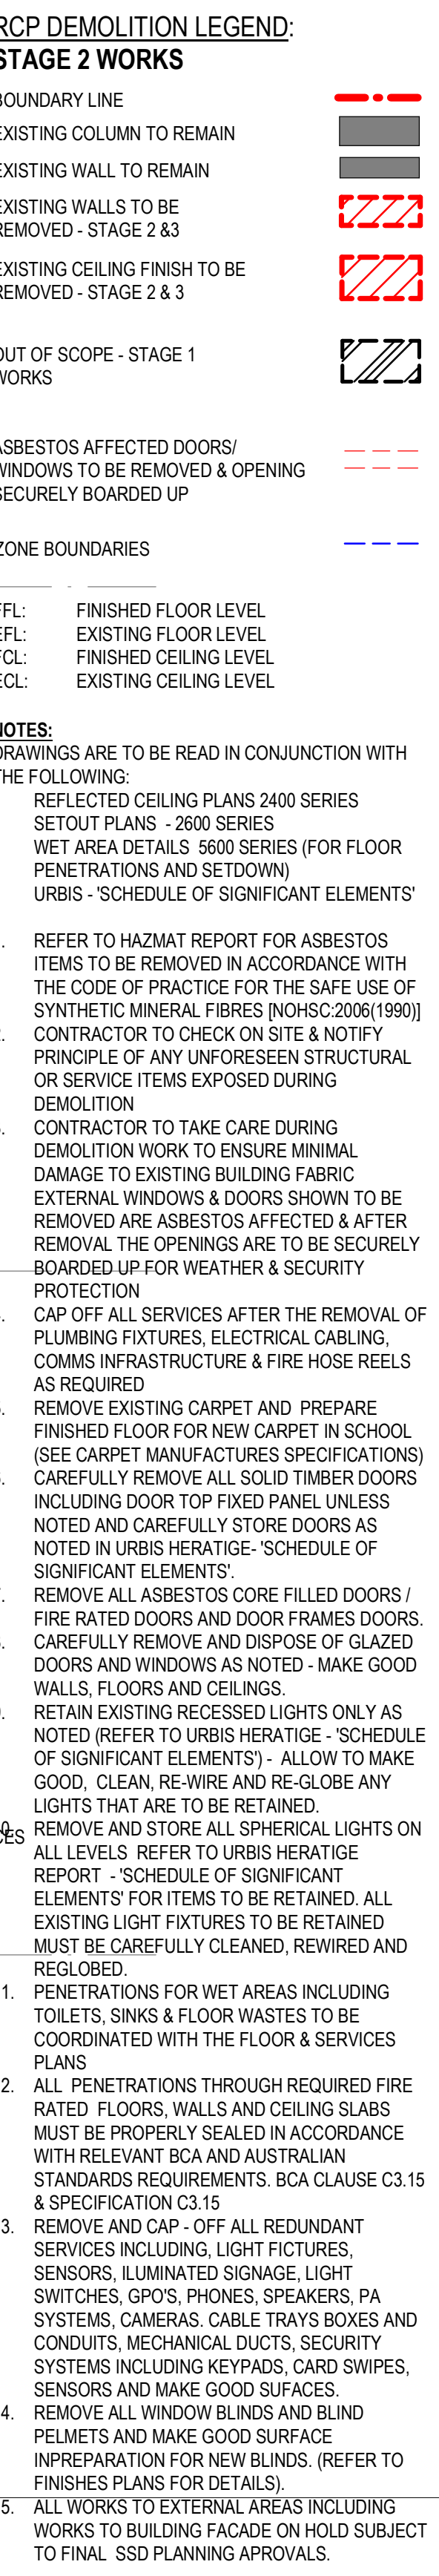 RCP DEMOLITION LEGEND:
STAGE 2 WORKS
BOUNDARY LINE
EXISTING COLUMN TO REMAIN
EXISTING WALL TO REMAIN
EXISTING WALLS TO BE
REMOVED - STAGE 2 &3
EXISTING CEILING FINISH TO BE
REMOVED - STAGE 2 & 3
OUT OF SCOPE - STAGE 1
WORKS
ASBESTOS AFFECTED DOORS/
WINDOWS TO BE REMOVED & OPENING
SECURELY BOARDED UP
ZONE BOUNDARIES
FFL: FINISHED FLOOR LEVEL
EFL: EXISTING FLOOR LEVEL
FCL: FINISHED CEILING LEVEL
ECL: EXISTING CEILING LEVEL
NOTES:
DRAWINGS ARE TO BE READ IN CONJUNCTION WITH
THE FOLLOWING:
REFLECTED CEILING PLANS 2400 SERIES
SETOUT PLANS - 2600 SERIES
WET AREA DETAILS 5600 SERIES (FOR FLOOR
PENETRATIONS AND SETDOWN)
URBIS - 'SCHEDULE OF SIGNIFICANT ELEMENTS'
. REFER TO HAZMAT REPORT FOR ASBESTOS
ITEMS TO BE REMOVED IN ACCORDANCE WITH
THE CODE OF PRACTICE FOR THE SAFE USE OF
SYNTHETIC MINERAL FIBRES [NOHSC:2006(1990)]
. CONTRACTOR TO CHECK ON SITE & NOTIFY
PRINCIPLE OF ANY UNFORESEEN STRUCTURAL
OR SERVICE ITEMS EXPOSED DURING
DEMOLITION
. CONTRACTOR TO TAKE CARE DURING
DEMOLITION WORK TO ENSURE MINIMAL
DAMAGE TO EXISTING BUILDING FABRIC
EXTERNAL WINDOWS & DOORS SHOWN TO BE
REMOVED ARE ASBESTOS AFFECTED & AFTER
REMOVAL THE OPENINGS ARE TO BE SECURELY
BOARDED UP FOR WEATHER & SECURITY
PROTECTION
. CAP OFF ALL SERVICES AFTER THE REMOVAL OF
PLUMBING FIXTURES, ELECTRICAL CABLING,
COMMS INFRASTRUCTURE & FIRE HOSE REELS
AS REQUIRED
. REMOVE EXISTING CARPET AND PREPARE
FINISHED FLOOR FOR NEW CARPET IN SCHOOL
(SEE CARPET MANUFACTURES SPECIFICATIONS)
. CAREFULLY REMOVE ALL SOLID TIMBER DOORS
INCLUDING DOOR TOP FIXED PANEL UNLESS
NOTED AND CAREFULLY STORE DOORS AS
NOTED IN URBIS HERATIGE- 'SCHEDULE OF
SIGNIFICANT ELEMENTS'.
. REMOVE ALL ASBESTOS CORE FILLED DOORS /
FIRE RATED DOORS AND DOOR FRAMES DOORS.
. CAREFULLY REMOVE AND DISPOSE OF GLAZED
DOORS AND WINDOWS AS NOTED - MAKE GOOD
WALLS, FLOORS AND CEILINGS.
. RETAIN EXISTING RECESSED LIGHTS ONLY AS
NOTED (REFER TO URBIS HERATIGE - 'SCHEDULE
OF SIGNIFICANT ELEMENTS') - ALLOW TO MAKE
GOOD, CLEAN, RE-WIRE AND RE-GLOBE ANY
LIGHTS THAT ARE TO BE RETAINED.
0. REMOVE AND STORE ALL SPHERICAL LIGHTS ON
ALL LEVELS REFER TO URBIS HERATIGE
REPORT - 'SCHEDULE OF SIGNIFICANT
ELEMENTS' FOR ITEMS TO BE RETAINED. ALL
EXISTING LIGHT FIXTURES TO BE RETAINED
MUST BE CAREFULLY CLEANED, REWIRED AND
REGLOBED.
1. PENETRATIONS FOR WET AREAS INCLUDING
TOILETS, SINKS & FLOOR WASTES TO BE
COORDINATED WITH THE FLOOR & SERVICES
PLANS
2. ALL PENETRATIONS THROUGH REQUIRED FIRE
RATED FLOORS, WALLS AND CEILING SLABS
MUST BE PROPERLY SEALED IN ACCORDANCE
WITH RELEVANT BCA AND AUSTRALIAN
STANDARDS REQUIREMENTS. BCA CLAUSE C3.15
& SPECIFICATION C3.15
3. REMOVE AND CAP - OFF ALL REDUNDANT
SERVICES INCLUDING, LIGHT FICTURES,
SENSORS, ILUMINATED SIGNAGE, LIGHT
SWITCHES, GPO'S, PHONES, SPEAKERS, PA
SYSTEMS, CAMERAS. CABLE TRAYS BOXES AND
CONDUITS, MECHANICAL DUCTS, SECURITY
SYSTEMS INCLUDING KEYPADS, CARD SWIPES,
SENSORS AND MAKE GOOD SUFACES.
4. REMOVE ALL WINDOW BLINDS AND BLIND
PELMETS AND MAKE GOOD SURFACE
INPREPARATION FOR NEW BLINDS. (REFER TO
FINISHES PLANS FOR DETAILS).
5. ALL WORKS TO EXTERNAL AREAS INCLUDING
WORKS TO BUILDING FACADE ON HOLD SUBJECT
TO FINAL SSD PLANNING APROVALS.